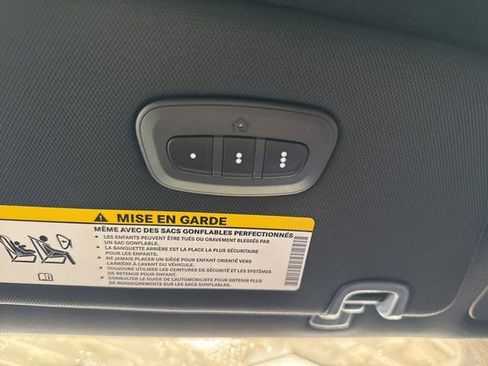 MISE EN GARDE
MÊME AVEC DES SACS GONFLABLES PERFECTIONNÉS
• LES ENFANTS PEUVENT ÊTRE TUÉS OU GRAVEMENT BLESSÉS PAR
UN SAC GONFLABLE.
• LA BANQUETTE ARRIÈRE EST LA PLACE LA PLUS SÉCURITAIRE
POUR LES ENFANTS.
• NE JAMAIS PLACER UN SIÈGE POUR ENFANT ORIENTÉ VERS
L'ARRIÈRE À L'AVANT DU VÉHICULE.
• TOUJOURS UTILISER LES CEINTURES DE SÉCURITÉ ET LES SYSTÈMES
DE RETENUE POUR ENFANT.
• CONSULTER LE GUIDE DE L'AUTOMOBILISTE POUR OBTENIR PLUS
DE RENSEIGNEMENTS SUR LES SACS GONFLABLES.